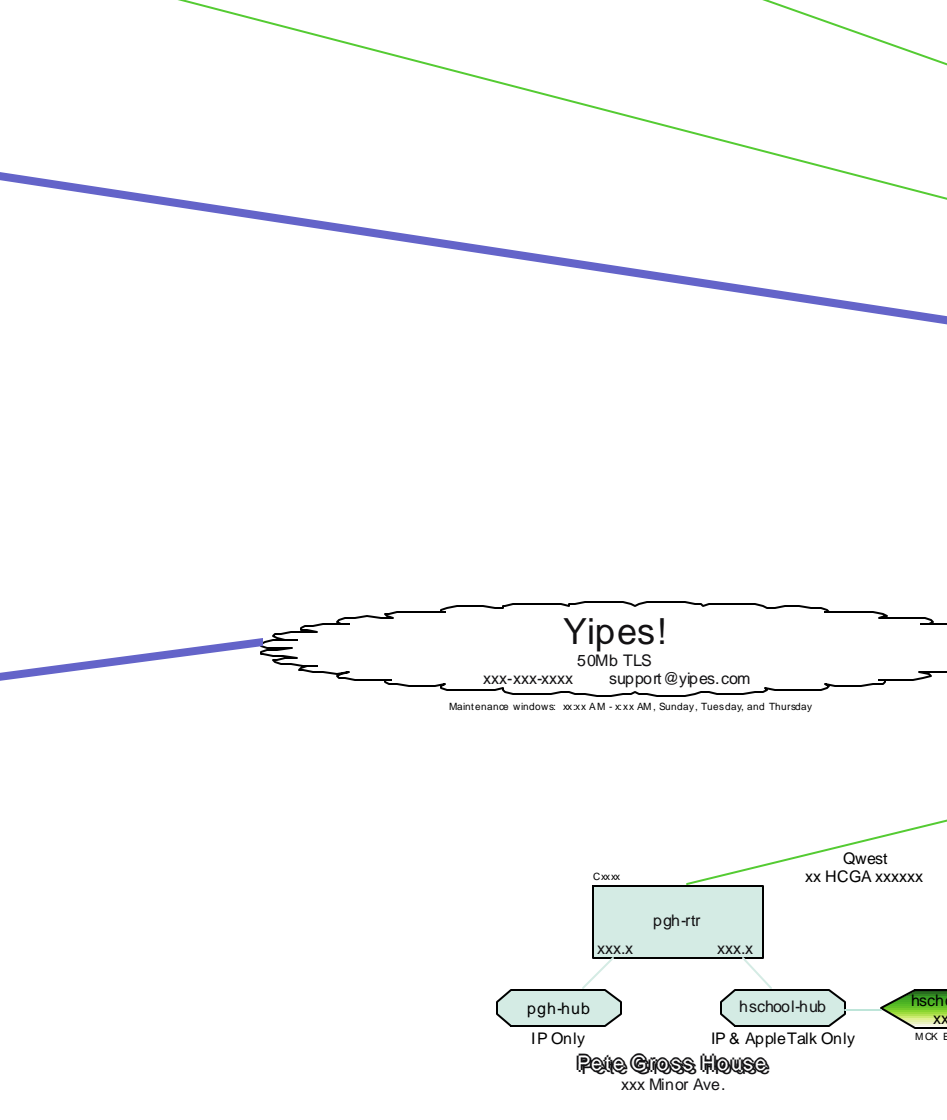 Yipes!
50Mb TLS
xxx-xxx-xxxx support@yipes.com
Maintenance windows: xx:xx AM - x:xx AM, Sunday, Tuesday, and Thursday
Qwest
xx HCGA xxxxxx
Cxxxx
pgh-rtr
xxx.x xxx.x
pgh-hub
hschool-hub
IP Only
IP & AppleTalk Only
MCK
Pete Gross House
xxx Minor Ave.